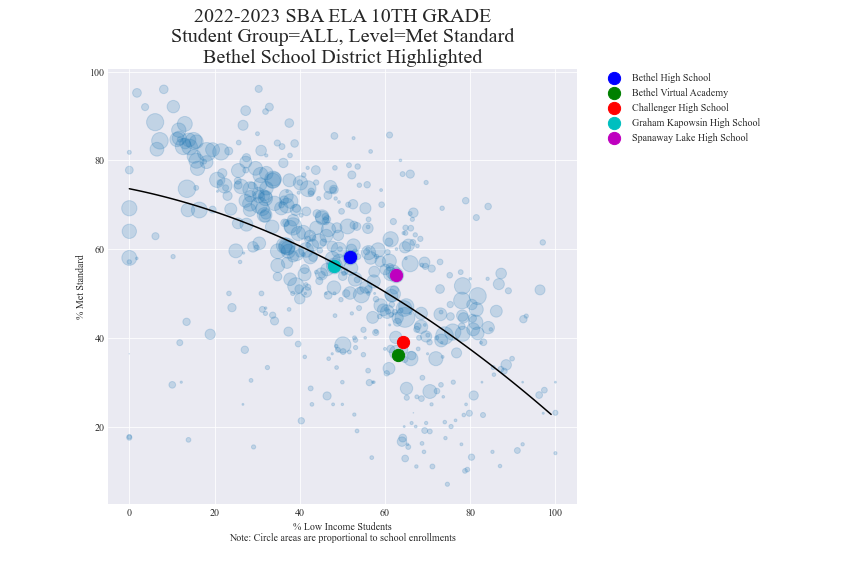 2022-2023 SBA ELA 10TH GRADE
Student Group=ALL, Level=Met Standard
Bethel School District Highlighted
Bethel High School
Bethel Virtual Academy
Challenger High School
Graham Kapowsin High School
Spanaway Lake High School
% Met Standard
100
80
60
40
20
0 20 40 60 80 100
% Low Income Students
Note: Circle areas are proportional to school enrollments